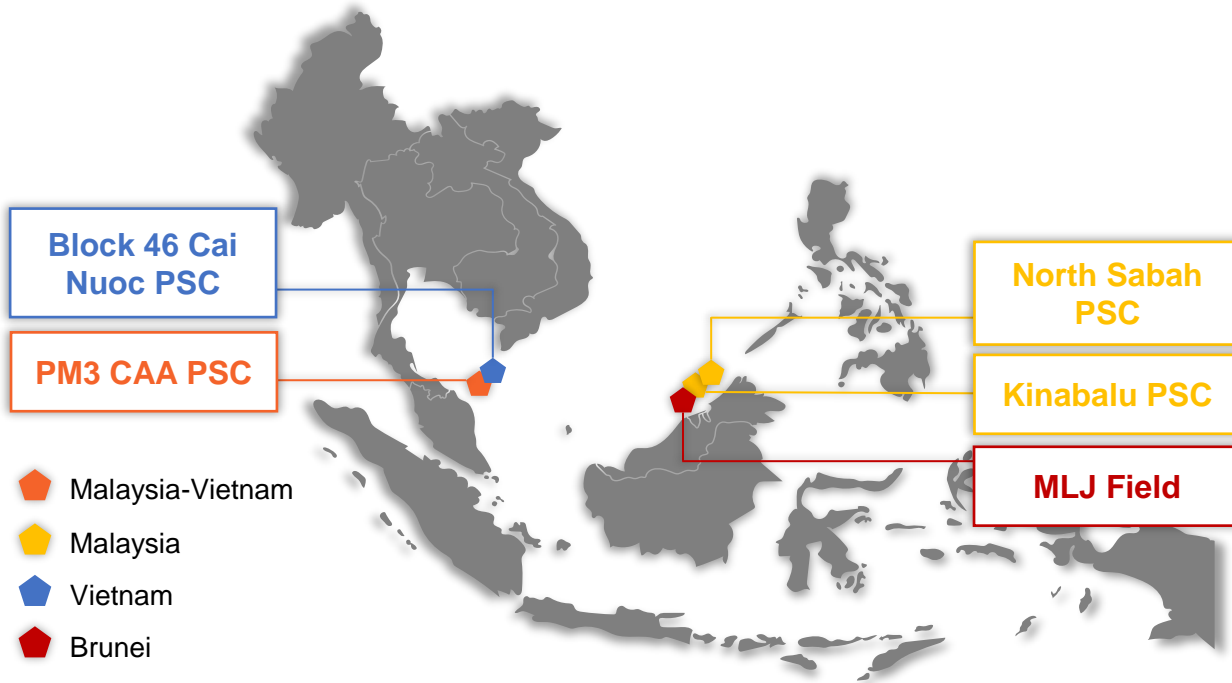 Block 46 Cai
Nuoc PSC
PM3 CAA PSC
North Sabah
PSC
Kinabalu PSC
MLJ Field
Malaysia-Vietnam
Malaysia
Vietnam
Brunei